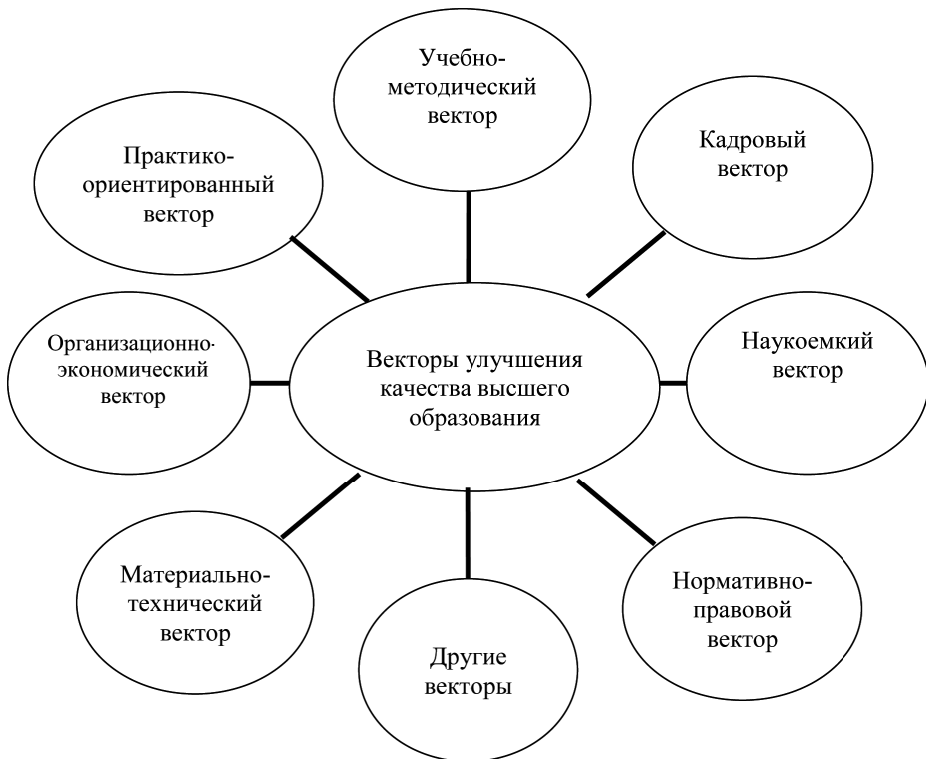 Учебно-
методический
вектор
Практико-
ориентированный
вектор
Кадровый
вектор
Организационно-
экономический
вектор
Векторы улучшения
качества высшего
образования
Наукоемкий
вектор
Материально-
технический
вектор
Другие
векторы
Нормативно-
правовой
вектор